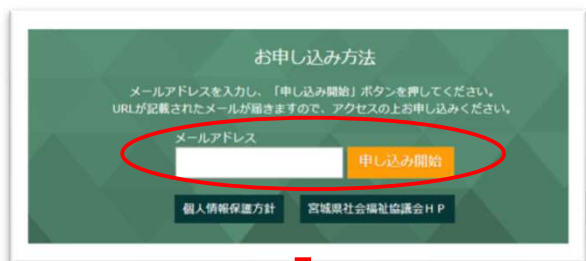 お申し込み方法
メールアドレスを入力し、「申し込み開始」ボタンを押してください。
URLが記載されたメールが届きますので、アクセスの上お申し込みください。
メールアドレス
申し込み開始
個人情報保護方針
宮城県社会福祉協議会HP